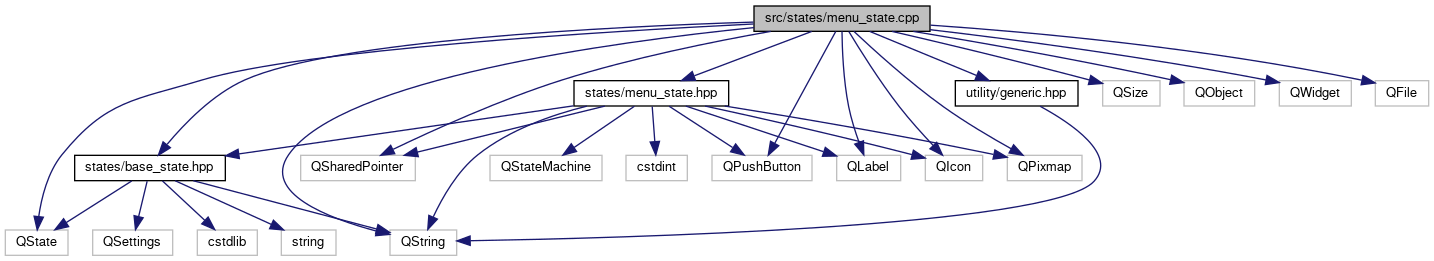 src/states/menu_state.cpp
states/menu_state.hpp
utility/generic.hpp
QSize
QObject
QWidget
QFile
states/base_state.hpp
QSharedPointer
QStateMachine
cstdint
QPushButton
QLabel
QIcon
QPixmap
QState
QSettings
cstdlib
string
QString